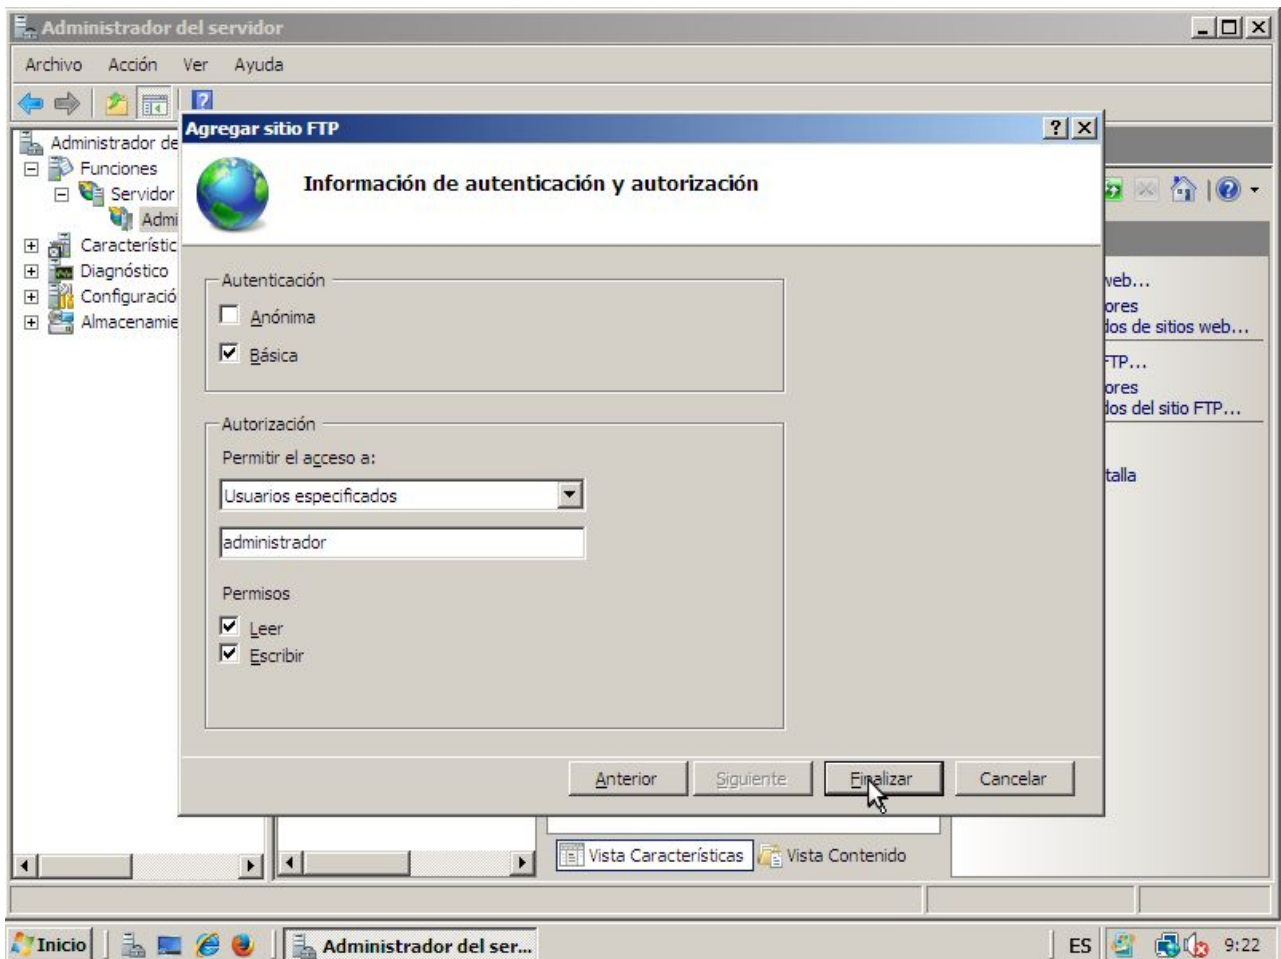 Administrador del servidor
Archivo Acción Ver Ayuda
Agregar sitio FTP
Administrador de
Funciones
Servidor
Admi
Característic
Diagnóstico
Configuració
Almacenamie
Información de autenticación y autorización
Autenticación
Anónima
Básica
Autorización
Permitir el acceso a:
Usuarios especificados
administrador
Permisos
Leer
Escribir
Anterior Siguiente Finalizar Cancelar
web...
ores
dos de sitios web...
FTP...
ores
dos del sitio FTP...
talla
Vista Características Vista Contenido
Inicio Administrador del ser... ES 9:22